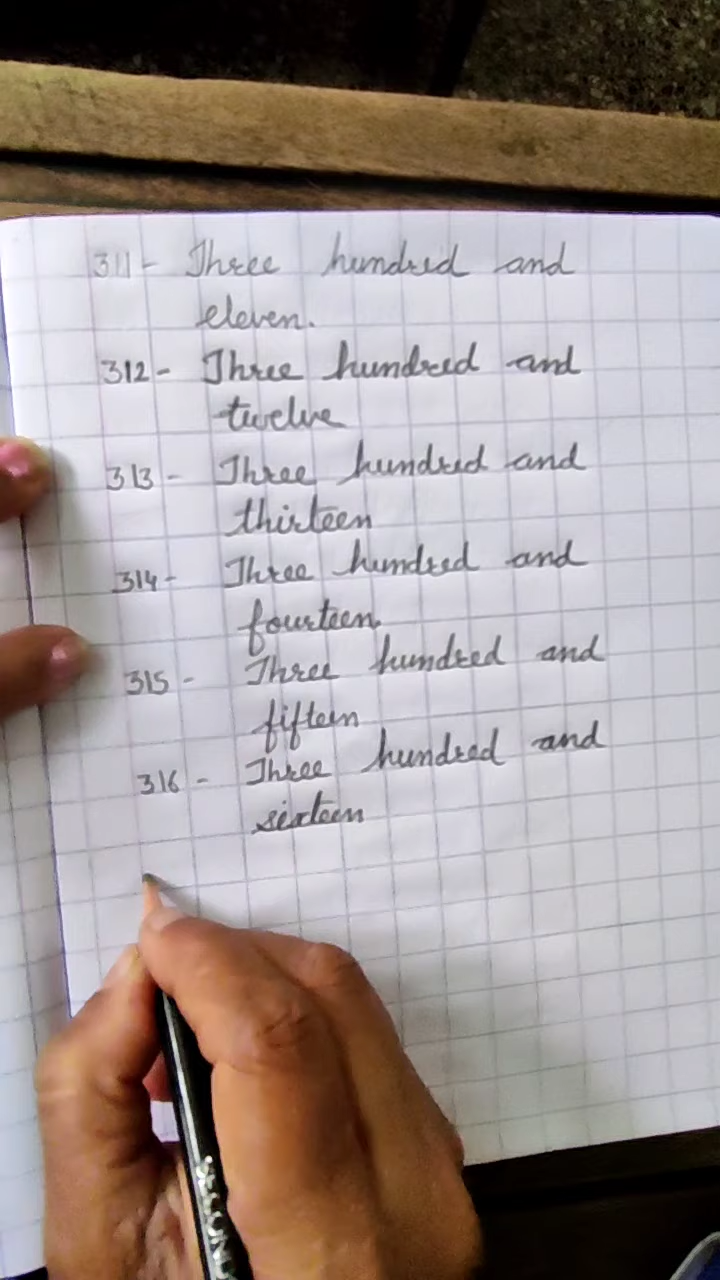 311- Three hundred and
eleven.
312- Three hundred and
twelve
313- Three hundred and
thirteen
314- Three hundred and
fourteen.
315- Three hundred and
fifteen
316- Three hundred and
sixteen